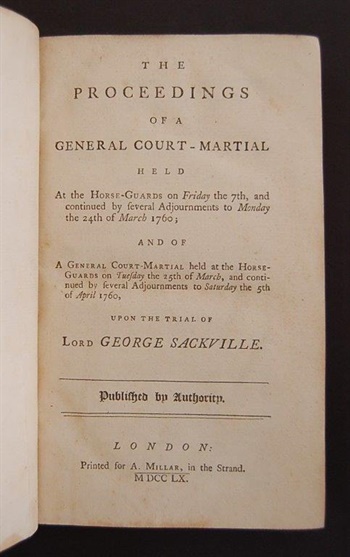 THE
PROCEEDINGS
OF A
GENERAL COURT-MARTIAL
HELD
At the HORSE-GUARDS on Friday the 7th, and
continued by ſeveral Adjournments to Monday
the 24th of March 1760;
AND OF
A GENERAL COURT-MARTIAL held at the HORSE-
GUARDS on Tueſday the 25th of March, and conti-
nued by ſeveral Adjournments to Saturday the 5th
of April 1760,
UPON THE TRIAL OF
LORD GEORGE SACKVILLE.
Publiſhed by Authority.
LONDON:
Printed for A. MILLAR, in the Strand.
M DCC LX.